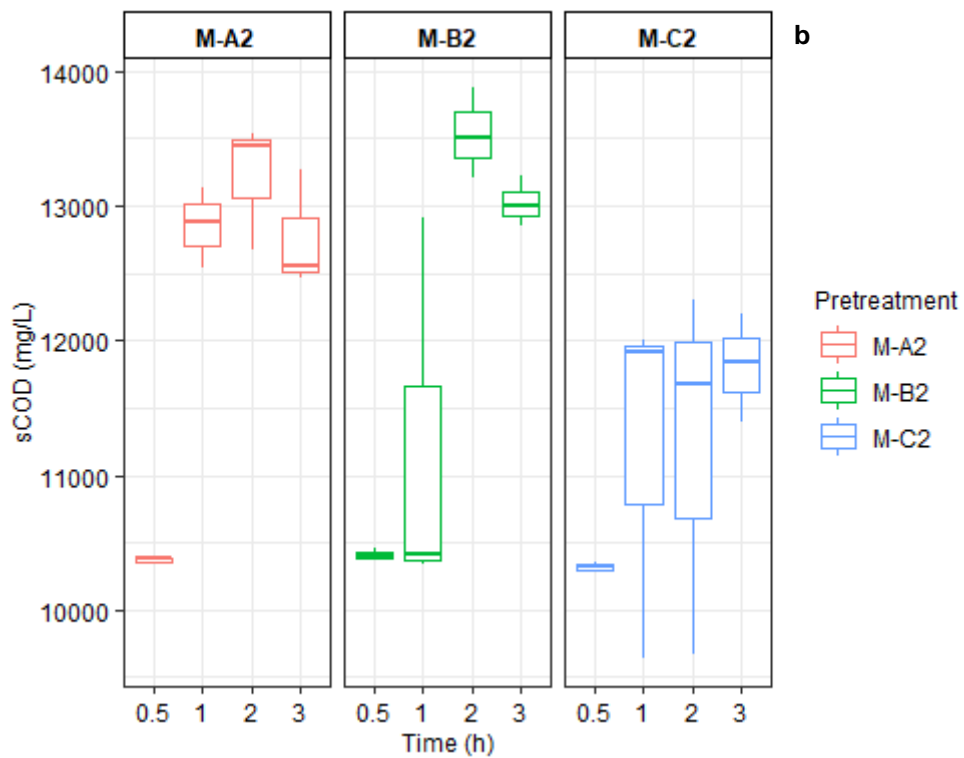 M-A2 M-B2 M-C2 b
14000
13000
12000
11000
10000
sCOD (mg/L)
0.5 1 2 3 0.5 1 2 3 0.5 1 2 3
Time (h)
Pretreatment
M-A2
M-B2
M-C2